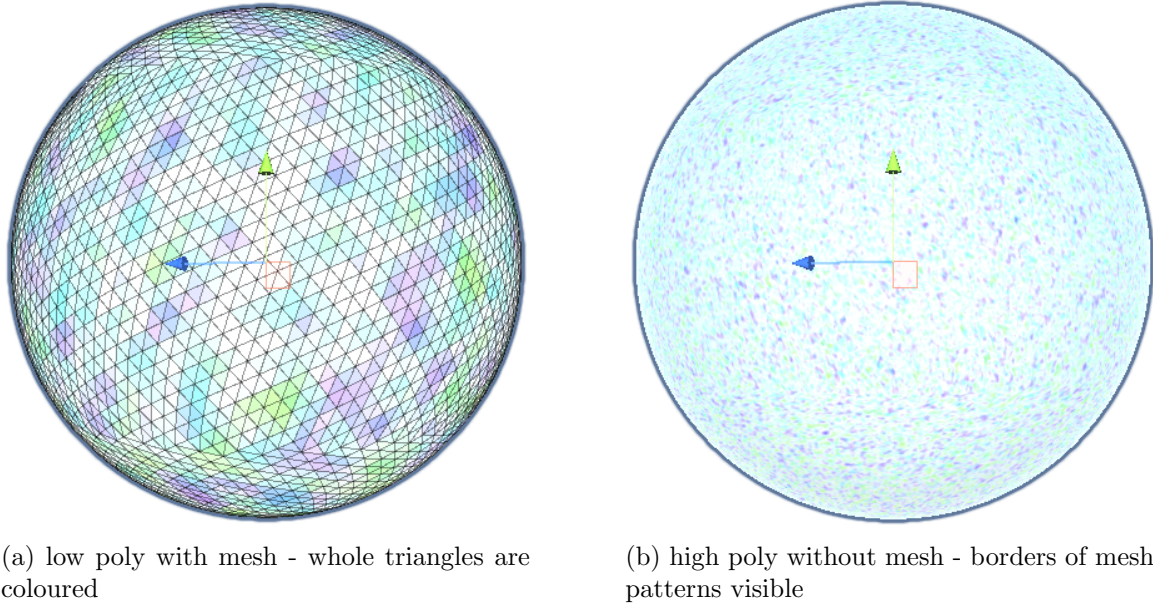 (a) low poly with mesh - whole triangles are
coloured
(b) high poly without mesh - borders of mesh
patterns visible